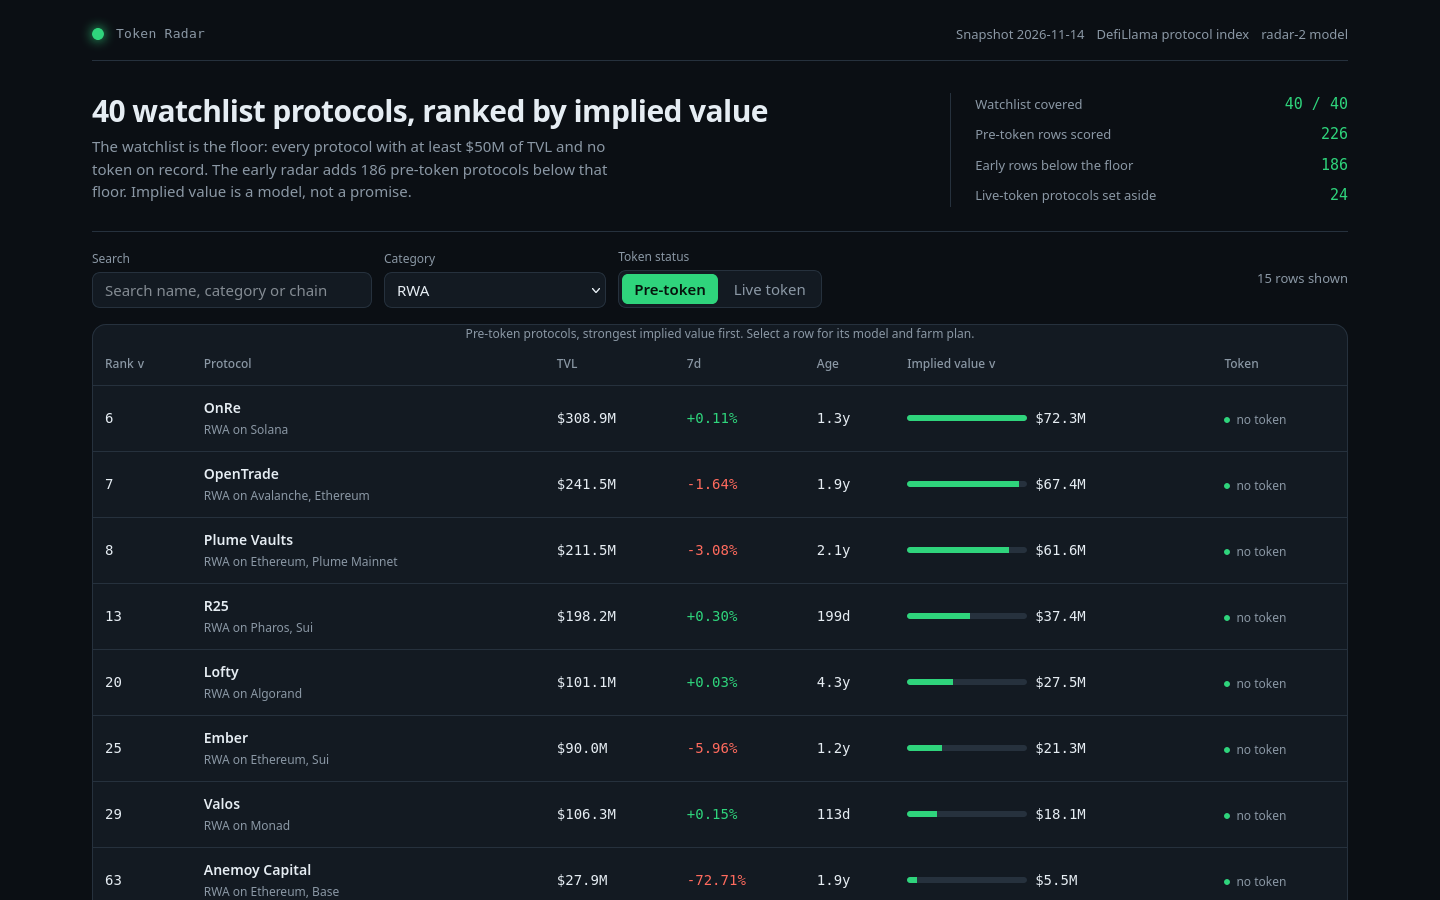 Token Radar
Snapshot 2026-11-14 DefiLlama protocol index radar-2 model
40 watchlist protocols, ranked by implied value
The watchlist is the floor: every protocol with at least $50M of TVL and no
token on record. The early radar adds 186 pre-token protocols below that
floor. Implied value is a model, not a promise.
Watchlist covered 40 / 40
Pre-token rows scored 226
Early rows below the floor 186
Live-token protocols set aside 24
Search
Search name, category or chain
Category
RWA
Token status
Pre-token Live token
15 rows shown
Pre-token protocols, strongest implied value first. Select a row for its model and farm plan.
Rank v Protocol TVL 7d Age Implied value v Token
6 OnRe $308.9M +0.11% 1.3y $72.3M no token
RWA on Solana
7 OpenTrade $241.5M -1.64% 1.9y $67.4M no token
RWA on Avalanche, Ethereum
8 Plume Vaults $211.5M -3.08% 2.1y $61.6M no token
RWA on Ethereum, Plume Mainnet
13 R25 $198.2M +0.30% 199d $37.4M no token
RWA on Pharos, Sui
20 Lofty $101.1M +0.03% 4.3y $27.5M no token
RWA on Algorand
25 Ember $90.0M -5.96% 1.2y $21.3M no token
RWA on Ethereum, Sui
29 Valos $106.3M +0.15% 113d $18.1M no token
RWA on Monad
63 Anemoy Capital $27.9M -72.71% 1.9y $5.5M no token
RWA on Ethereum, Base